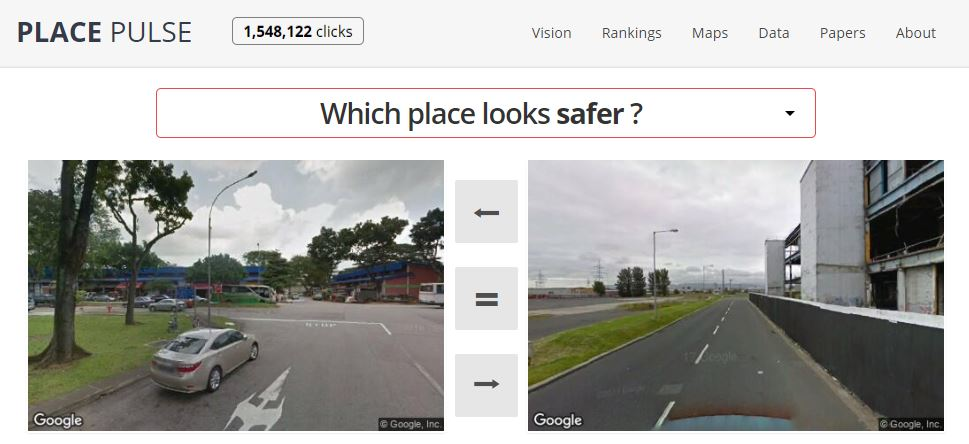 PLACE PULSE
1,548,122 clicks
Vision
Rankings
Maps
Data
Papers
About
Which place looks safer ?
STOP
Google
© Google, Inc.
Google
© Google, Inc.